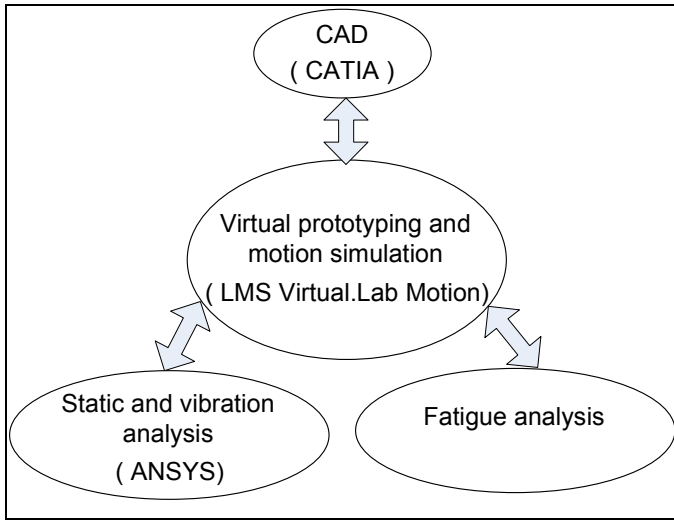 CAD
( CATIA )
Virtual prototyping and
motion simulation
( LMS Virtual.Lab Motion)
Static and vibration
analysis
( ANSYS)
Fatigue analysis